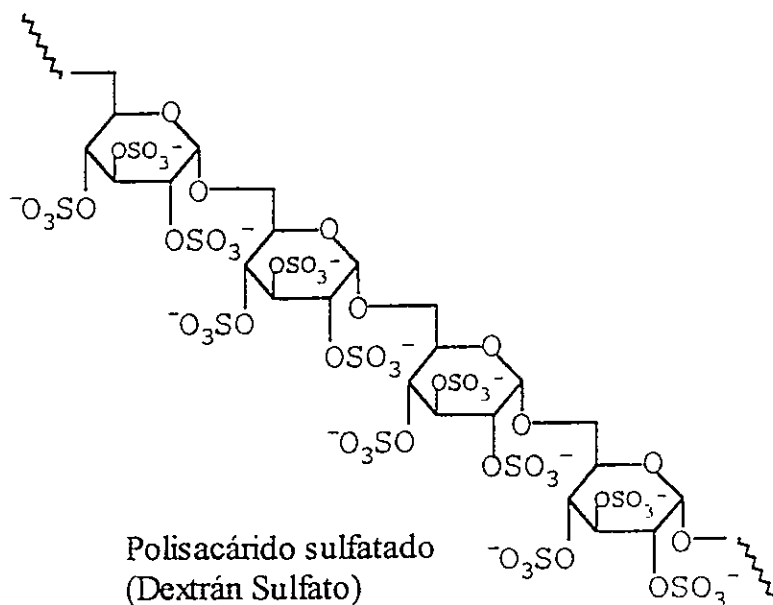 O
OSO₃⁻
⁻O₃SO
OSO₃⁻
O
O
OSO₃⁻
⁻O₃SO
OSO₃⁻
O
O
OSO₃⁻
⁻O₃SO
OSO₃⁻
O
O
OSO₃⁻
⁻O₃SO
OSO₃⁻
O
Polisacárido sulfatado
(Dextrán Sulfato)